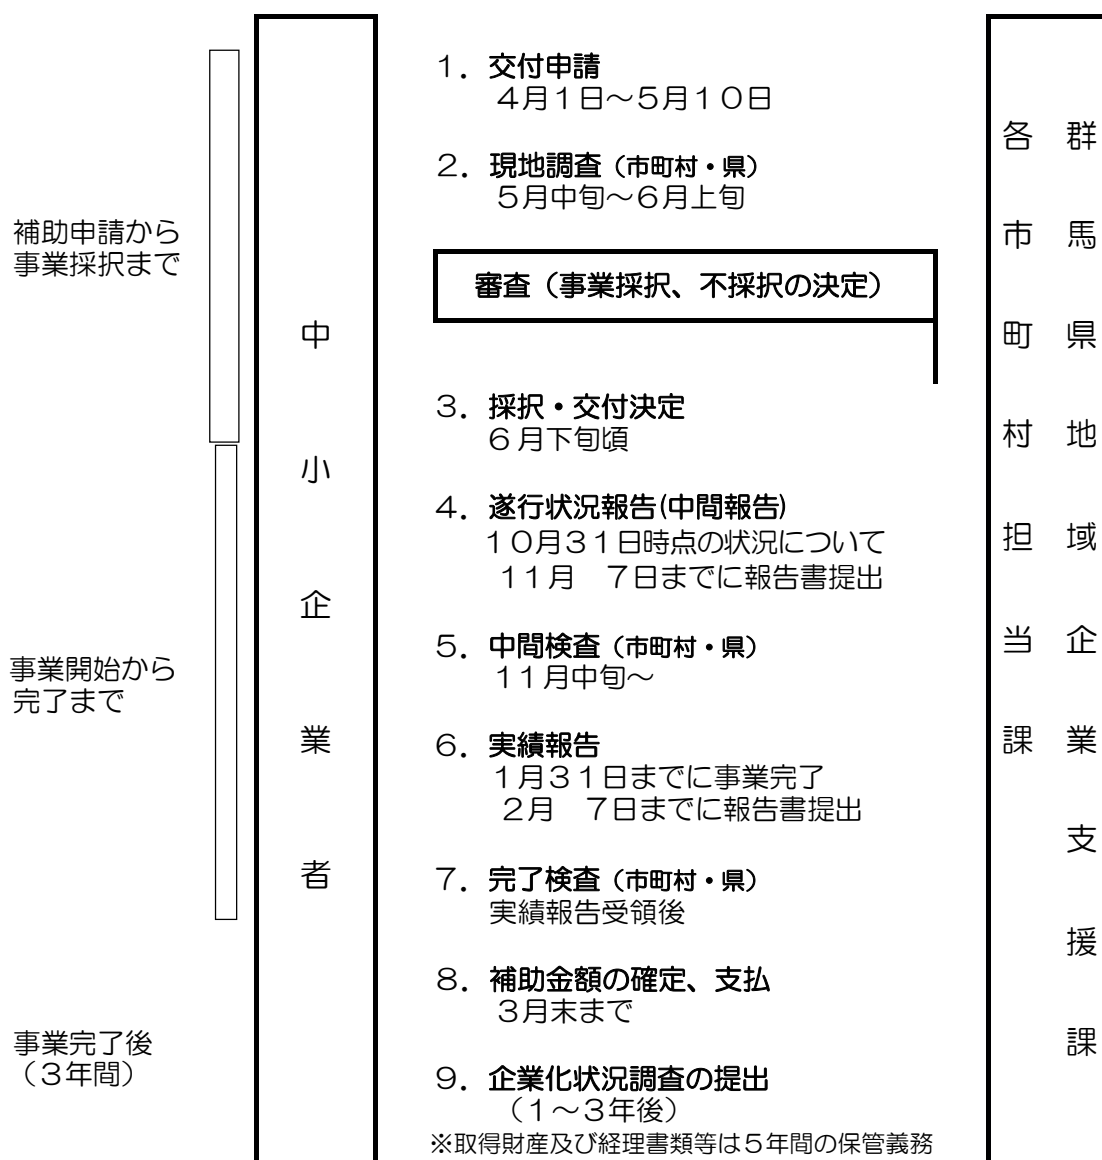 補助申請から
事業採択まで
事業開始から
完了まで
事業完了後
（３年間）
中小企業者
１．交付申請
４月１日～５月１０日
２．現地調査（市町村・県）
５月中旬～６月上旬
審査（事業採択、不採択の決定）
３．採択・交付決定
６月下旬頃
４．遂行状況報告(中間報告)
１０月３１日時点の状況について
１１月　７日までに報告書提出
５．中間検査（市町村・県）
１１月中旬～
６．実績報告
１月３１日までに事業完了
２月　７日までに報告書提出
７．完了検査（市町村・県）
実績報告受領後
８．補助金額の確定、支払
３月末まで
９．企業化状況調査の提出
（１～３年後）
※取得財産及び経理書類等は５年間の保管義務
群馬県地域企業支援課
各市町村担当課